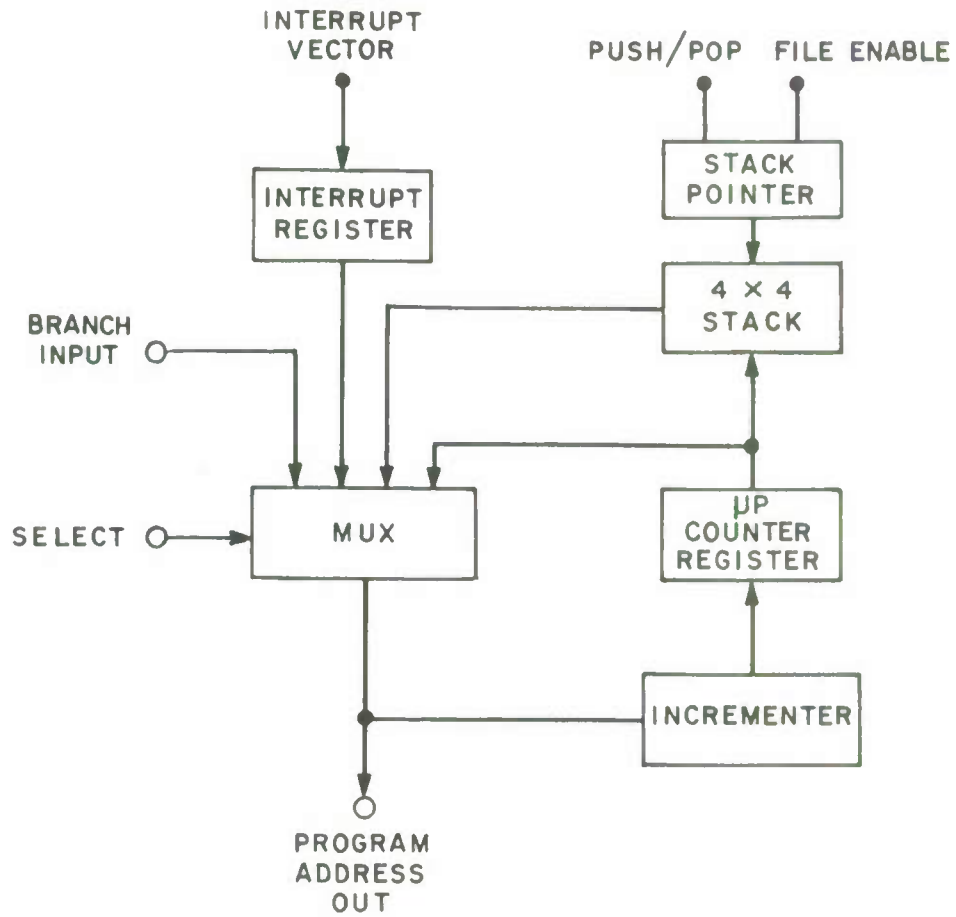 INTERRUPT
VECTOR
PUSH/POP FILE ENABLE
STACK
POINTER
INTERRUPT
REGISTER
4 × 4
STACK
BRANCH
INPUT
µP
COUNTER
REGISTER
SELECT
MUX
INCREMENTER
PROGRAM
ADDRESS
OUT